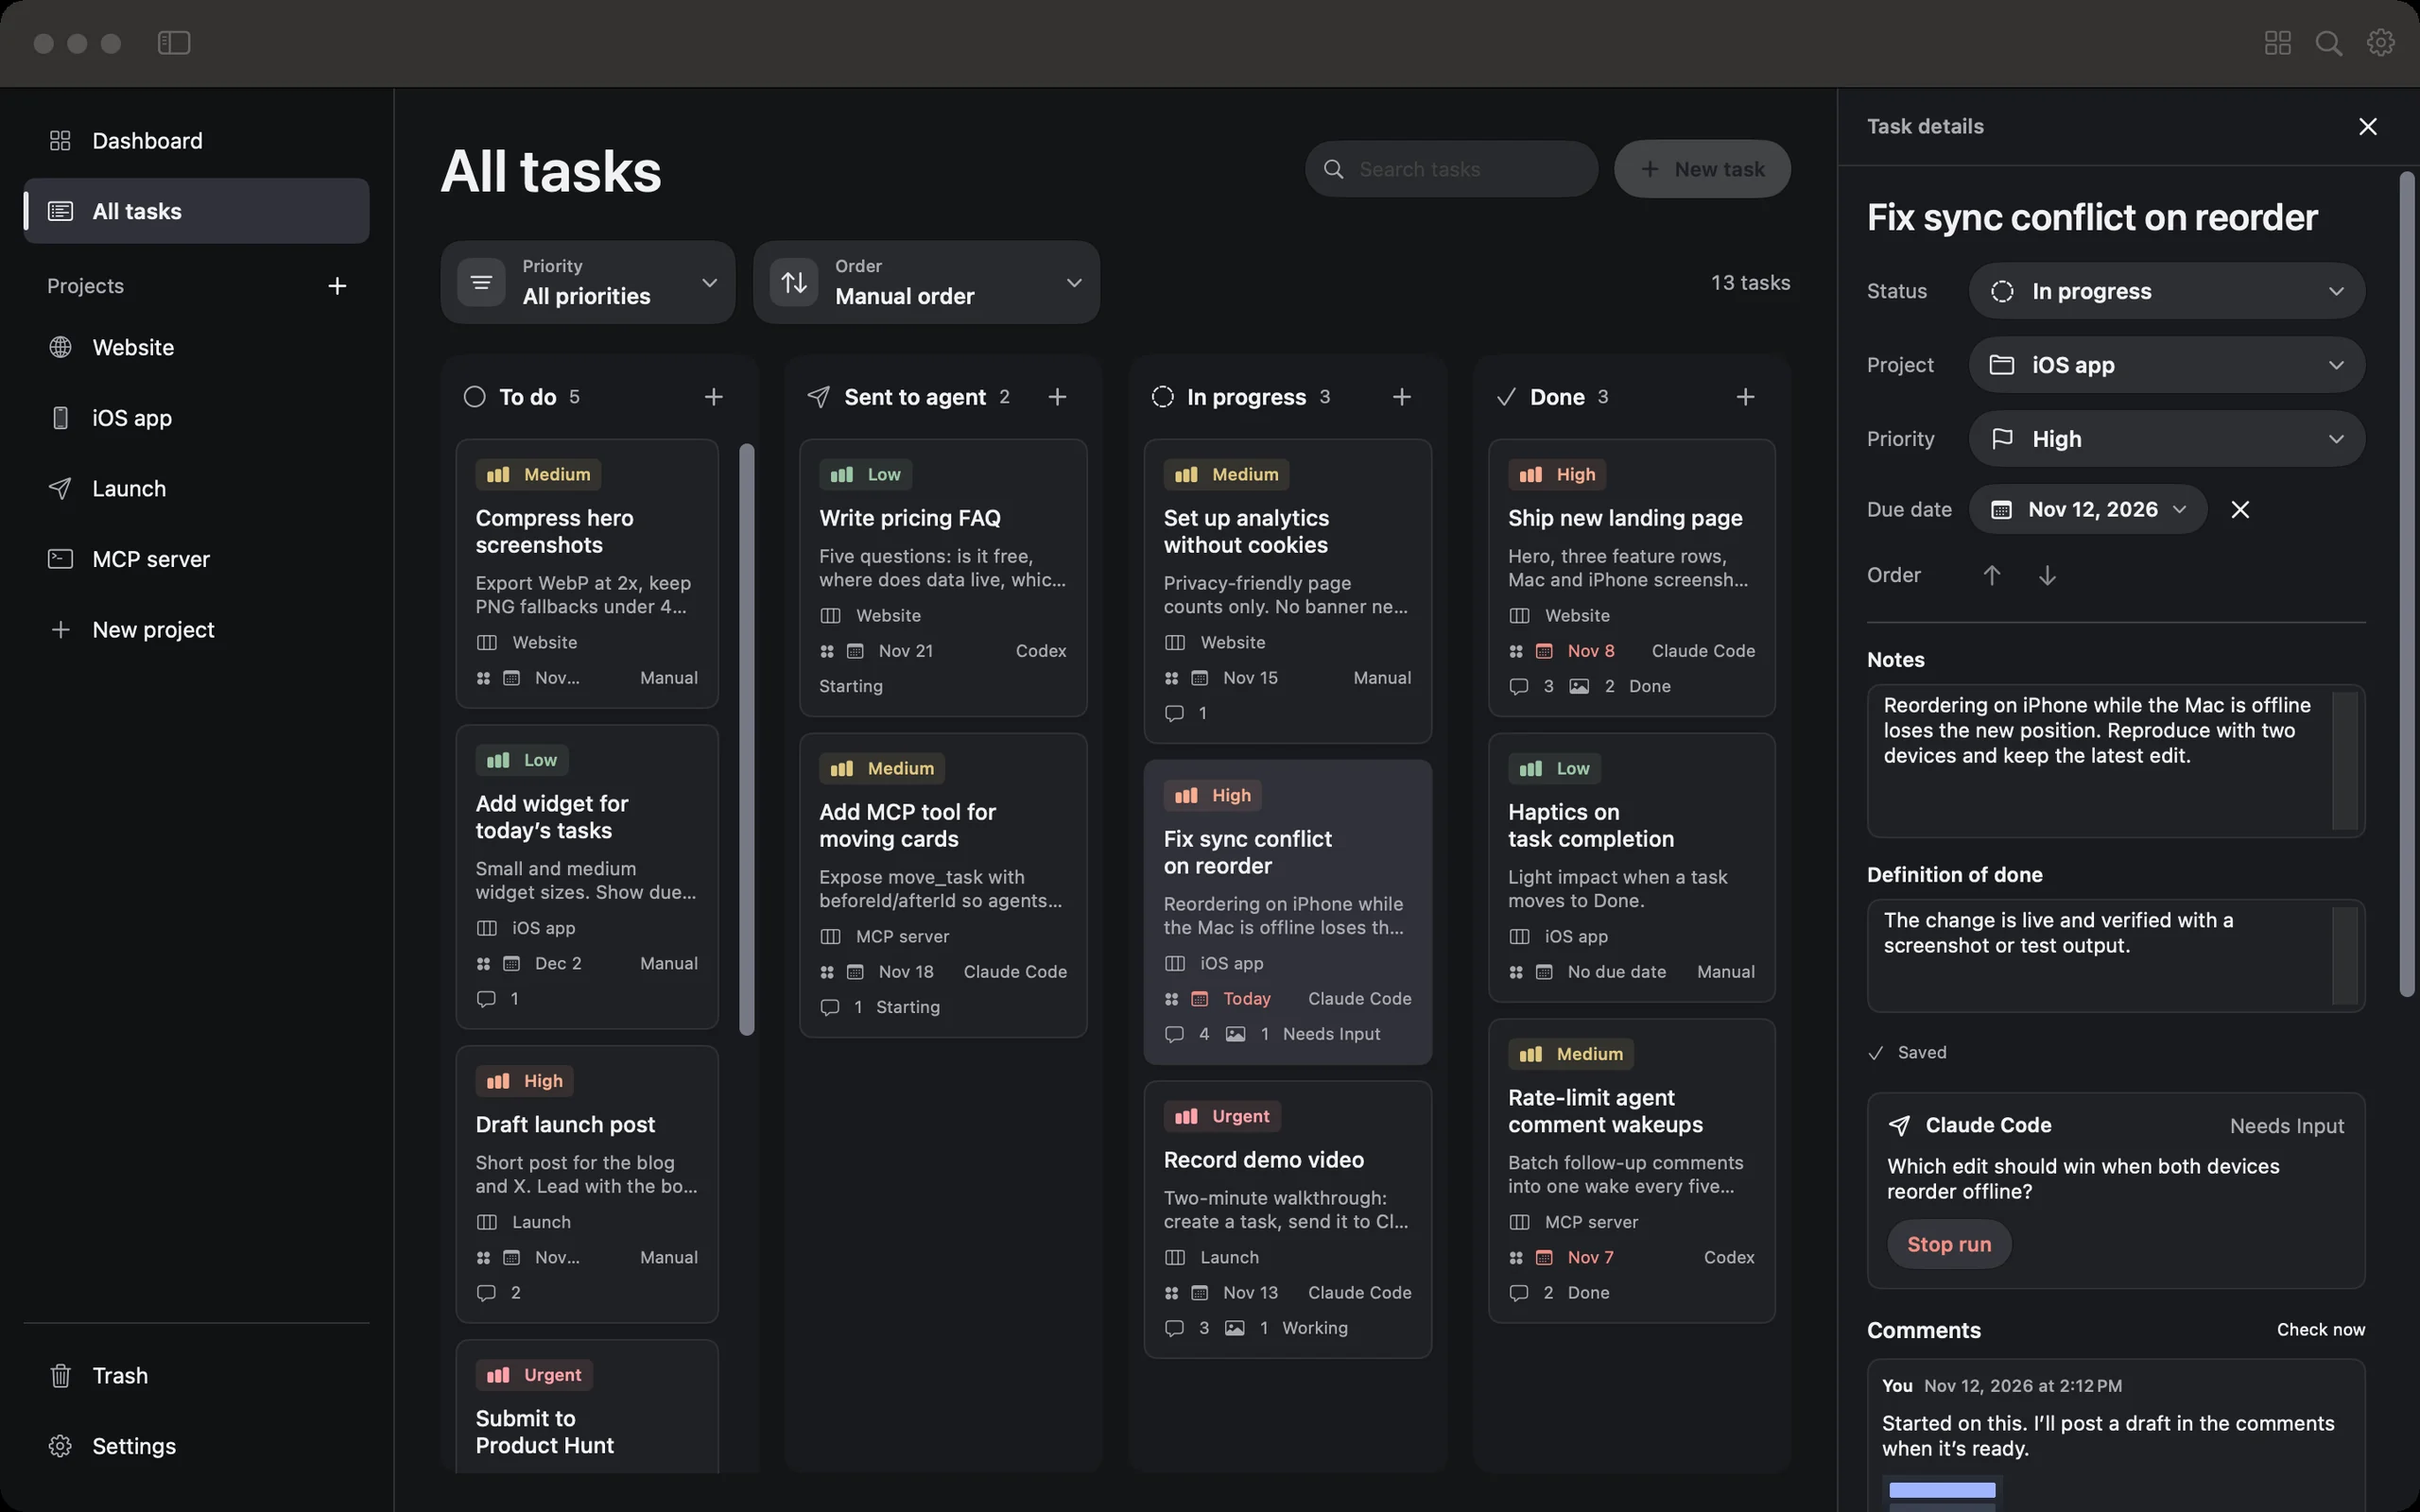 Dashboard
All tasks
Projects
Website
iOS app
Launch
MCP server
New project
Trash
Settings
All tasks
Search tasks
New task
Priority
All priorities
Order
Manual order
13 tasks
To do 5
Medium
Compress hero
screenshots
Export WebP at 2x, keep
PNG fallbacks under 4...
Website
Nov... Manual
Low
Add widget for
today’s tasks
Small and medium
widget sizes. Show due...
iOS app
Dec 2 Manual
1
High
Draft launch post
Short post for the blog
and X. Lead with the bo...
Launch
Nov... Manual
2
Urgent
Submit to
Product Hunt
Sent to agent 2
Low
Write pricing FAQ
Five questions: is it free,
where does data live, whic...
Website
Nov 21 Codex
Starting
Medium
Add MCP tool for
moving cards
Expose move_task with
beforeId/afterId so agents...
MCP server
Nov 18 Claude Code
1 Starting
In progress 3
Medium
Set up analytics
without cookies
Privacy-friendly page
counts only. No banner ne...
Website
Nov 15 Manual
1
High
Fix sync conflict
on reorder
Reordering on iPhone while
the Mac is offline loses th...
iOS app
Today Claude Code
4 1 Needs Input
Urgent
Record demo video
Two-minute walkthrough:
create a task, send it to Cl...
Launch
Nov 13 Claude Code
3 1 Working
Done 3
High
Ship new landing page
Hero, three feature rows,
Mac and iPhone screensh...
Website
Nov 8 Claude Code
3 2 Done
Low
Haptics on
task completion
Light impact when a task
moves to Done.
iOS app
No due date Manual
Medium
Rate-limit agent
comment wakeups
Batch follow-up comments
into one wake every five...
MCP server
Nov 7 Codex
2 Done
Task details
Fix sync conflict on reorder
Status In progress
Project iOS app
Priority High
Due date Nov 12, 2026
Order
Notes
Reordering on iPhone while the Mac is offline
loses the new position. Reproduce with two
devices and keep the latest edit.
Definition of done
The change is live and verified with a
screenshot or test output.
Saved
Claude Code Needs Input
Which edit should win when both devices
reorder offline?
Stop run
Comments Check now
You Nov 12, 2026 at 2:12 PM
Started on this. I’ll post a draft in the comments
when it’s ready.